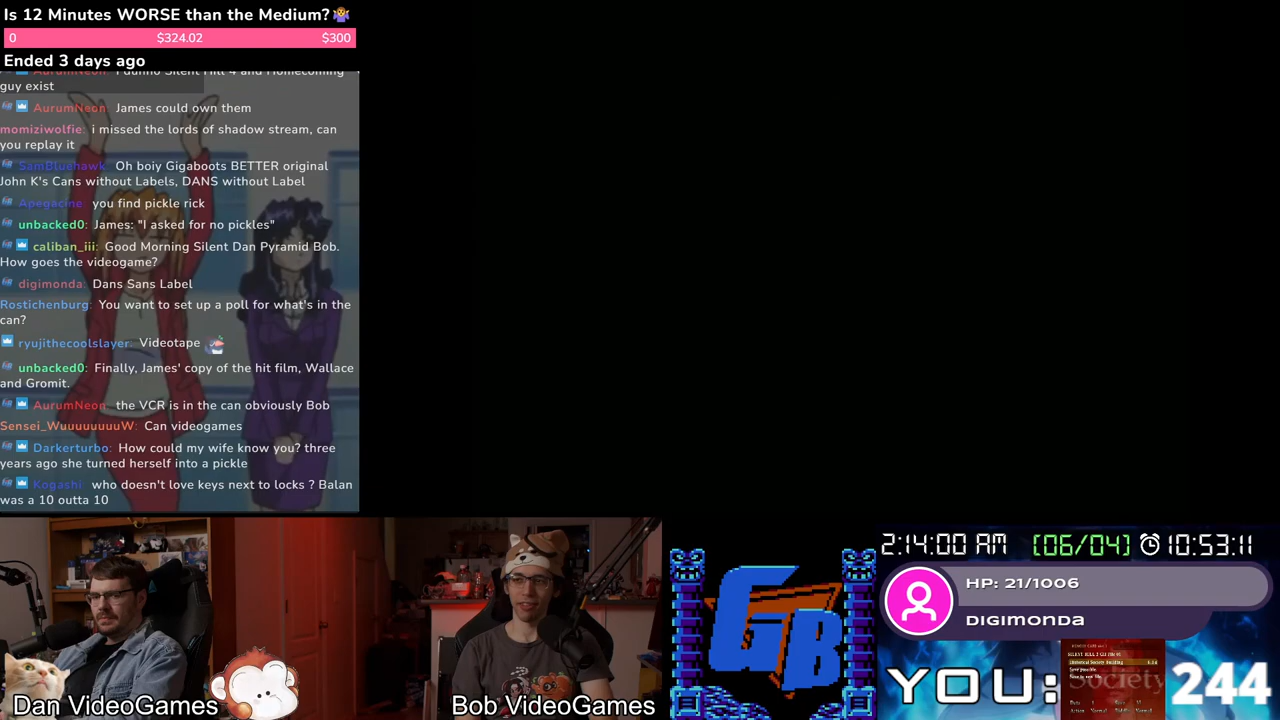 Is 12 Minutes WORSE than the Medium?🤷
0 $324.02 $300
Ended 3 days ago
guy exist
AurumNeon: James could own them
momiziwolfie: i missed the lords of shadow stream, can
you replay it
SamBluehawk: Oh boiy Gigaboots BETTER original
John K's Cans without Labels, DANS without Label
Apegacme: you find pickle rick
unbacked0: James: "I asked for no pickles"
caliban_iii: Good Morning Silent Dan Pyramid Bob.
How goes the videogame?
digimonda: Dans Sans Label
Rostichenburg: You want to set up a poll for what's in the
can?
ryujithecoolslayer: Videotape
unbacked0: Finally, James' copy of the hit film, Wallace
and Gromit.
AurumNeon: the VCR is in the can obviously Bob
Sensei_WuuuuuuuuW: Can videogames
Darkerturbo: How could my wife know you? three
years ago she turned herself into a pickle
Kogashi: who doesn't love keys next to locks ? Balan
was a 10 outta 10
Dan VideoGames
Bob VideoGames
GB
2:14:00 AM [06/04] 10:53:11
HP: 21/1006
DIGIMONDA
YOU: 244
Society